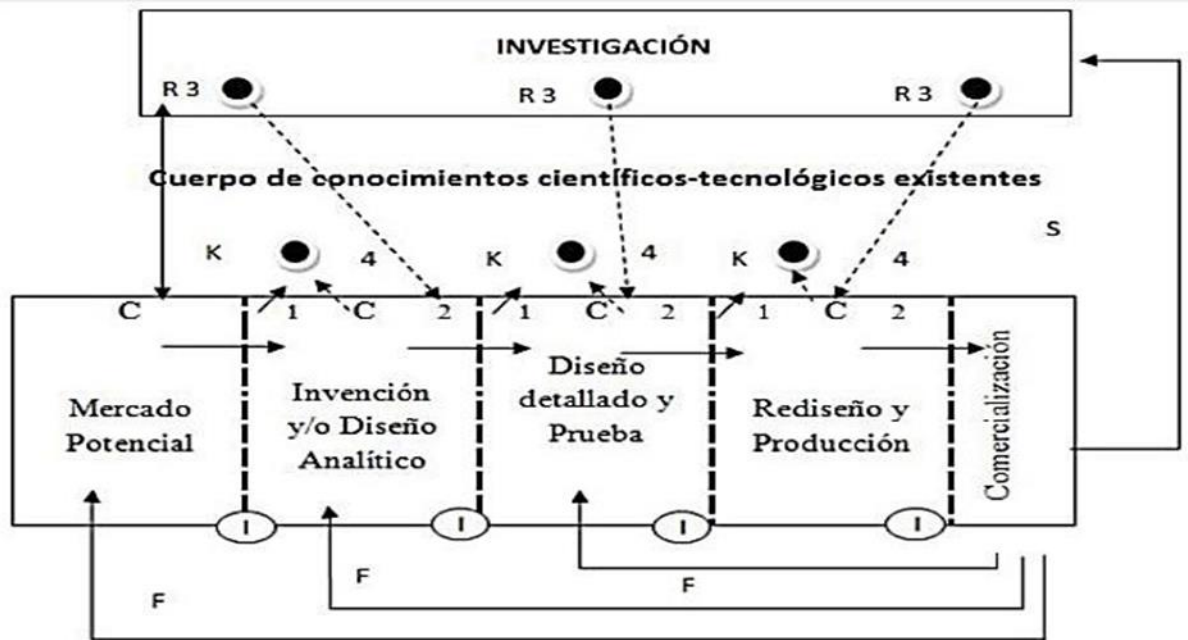 INVESTIGACIÓN
R 3
R 3
R 3
Cuerpo de conocimientos científicos-tecnológicos existentes
S
K
4
K
4
K
4
C
1
C
2
1
C
2
1
C
2
Mercado
Potencial
Invención
y/o Diseño
Analítico
Diseño
detallado y
Prueba
Rediseño y
Producción
Comercialización
I
I
I
I
F
F
F